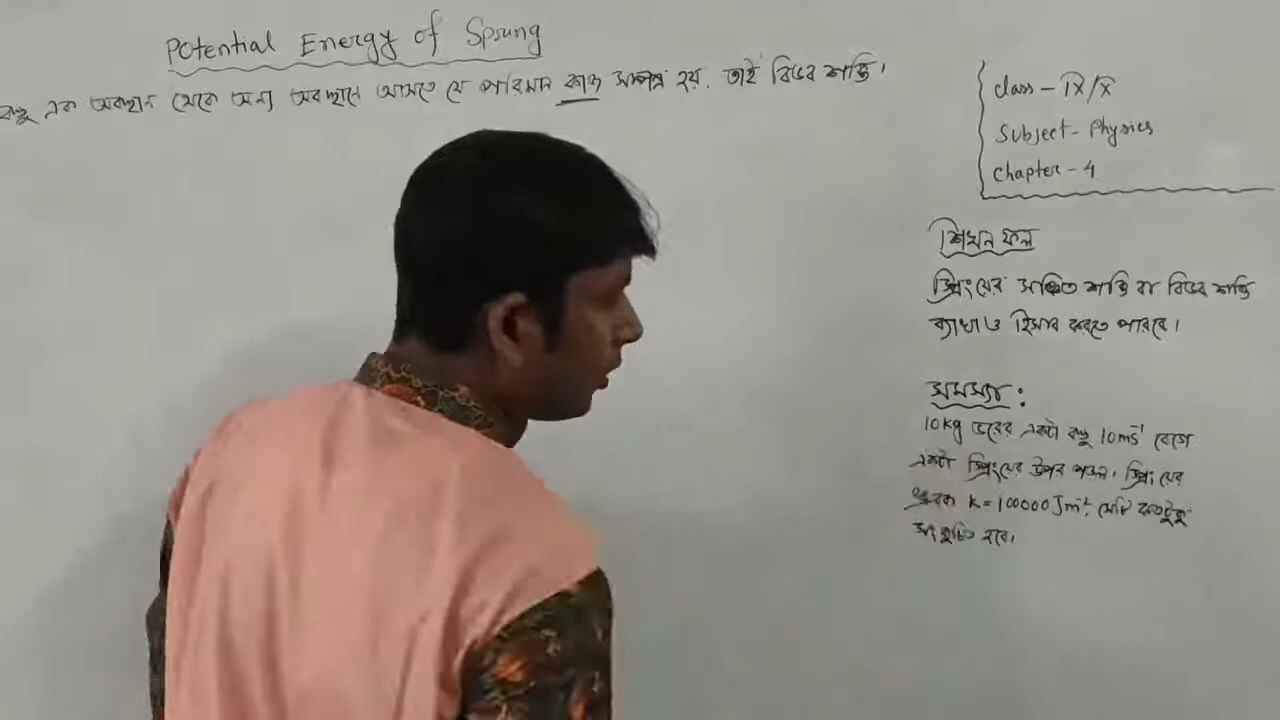 Potential Energy of Spring
বস্তু এক অবস্থান থেকে অন্য অবস্থানে আসতে যে পরিমান কাজ সম্পন্ন হয়. তাই বিভব শক্তি।
class - IX/X
Subject - Physics
Chapter - 4
শিখন ফল
স্প্রিংয়ের সঞ্চিত শক্তি বা বিভব শক্তি
ব্যাখা ও হিসাব করতে পারবে।
সমস্যা :
10kg ভরের একটা বস্তু 10ms⁻¹ বেগে
একটা স্প্রিংয়ের উপর পড়ল. স্প্রিংয়ের
ধ্রুবক K = 100000 Jm⁻², সেটি কতটুকু
সংকুচিত হবে।